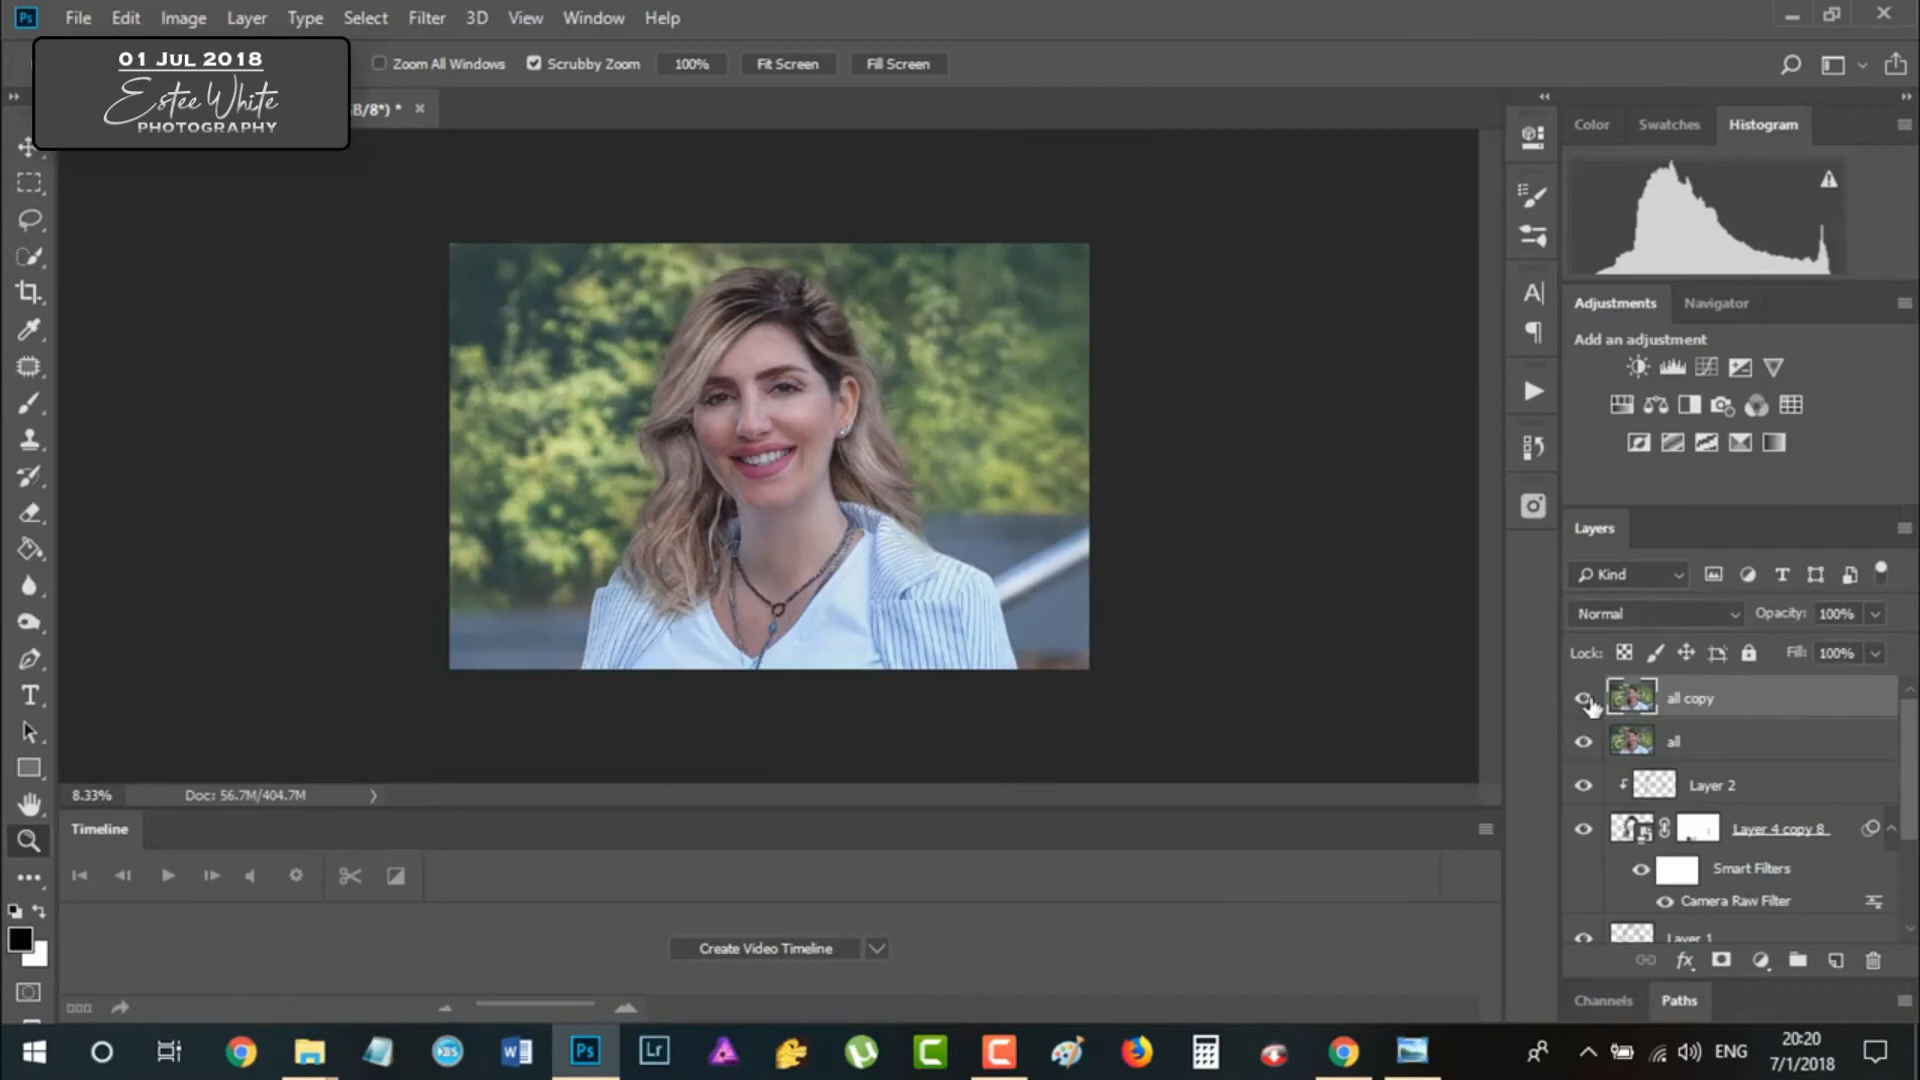 Ps File Edit Image Layer Type Select Filter 3D View Window Help
01 Jul 2018
Estee White
PHOTOGRAPHY
Zoom All Windows Scrubby Zoom 100% Fit Screen Fill Screen
B/8*) * ×
Color Swatches Histogram
Adjustments Navigator
Add an adjustment
Layers
Kind
Normal Opacity: 100%
Lock: Fill: 100%
all copy
all
Layer 2
Layer 4 copy 8
Smart Filters
Camera Raw Filter
Layer 1
fx
Channels Paths
8.33% Doc: 56.7M/404.7M
Timeline
Create Video Timeline
Ps Lr
ENG
20:20
7/1/2018